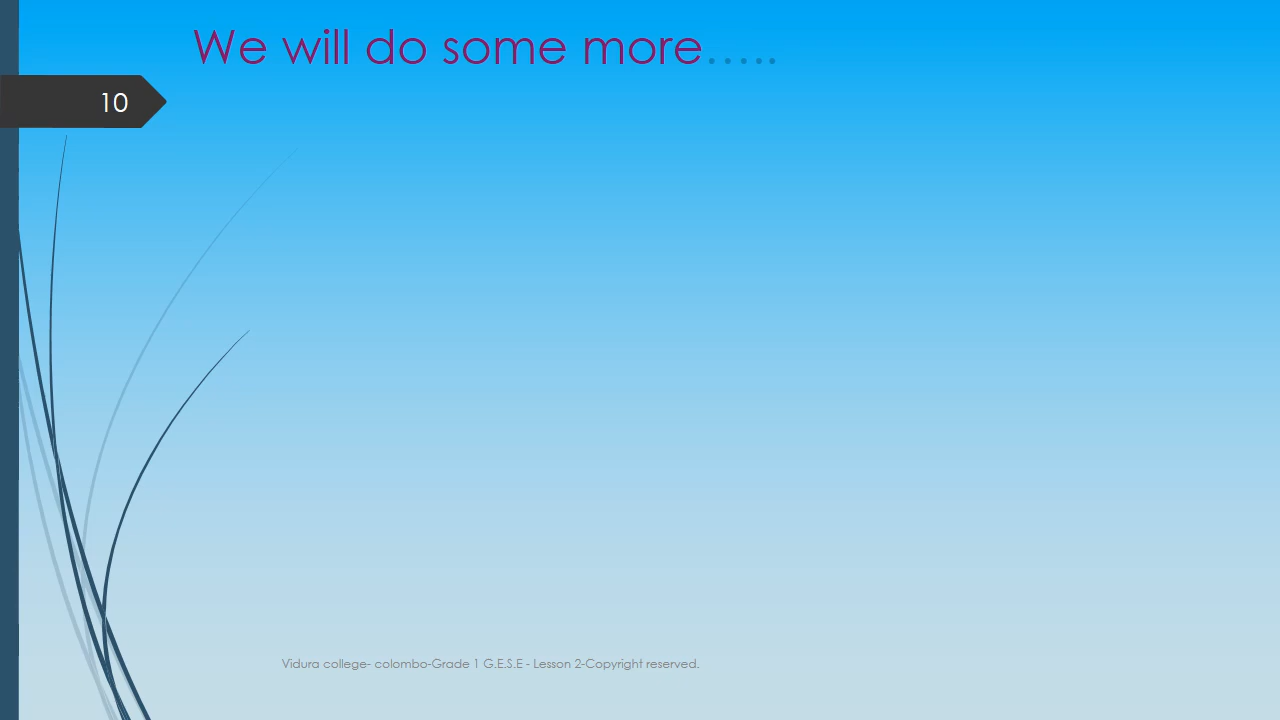 We will do some more.....
10
Vidura college- colombo-Grade 1 G.E.S.E - Lesson 2-Copyright reserved.